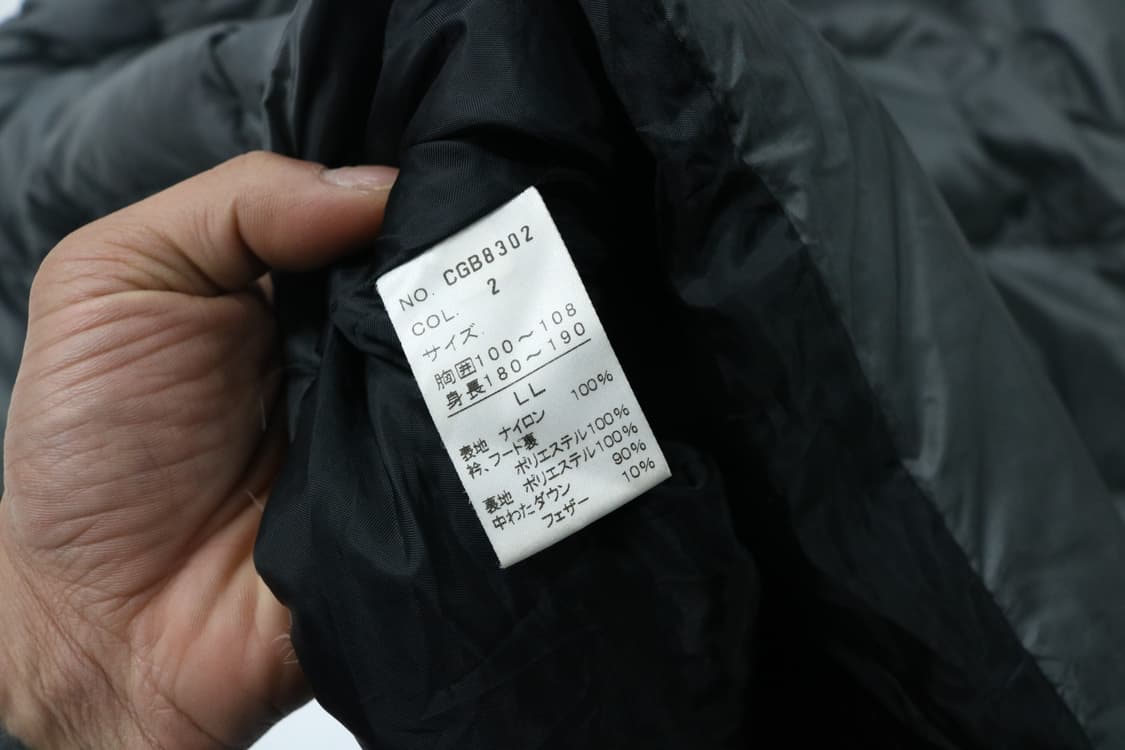 NO. CGB8302
COL. 2
サイズ
胸囲100～108
身長180～190
LL
表地 ナイロン 100%
衿、フード裏
ポリエステル100%
裏地 ポリエステル100%
中わたダウン 90%
フェザー 10%